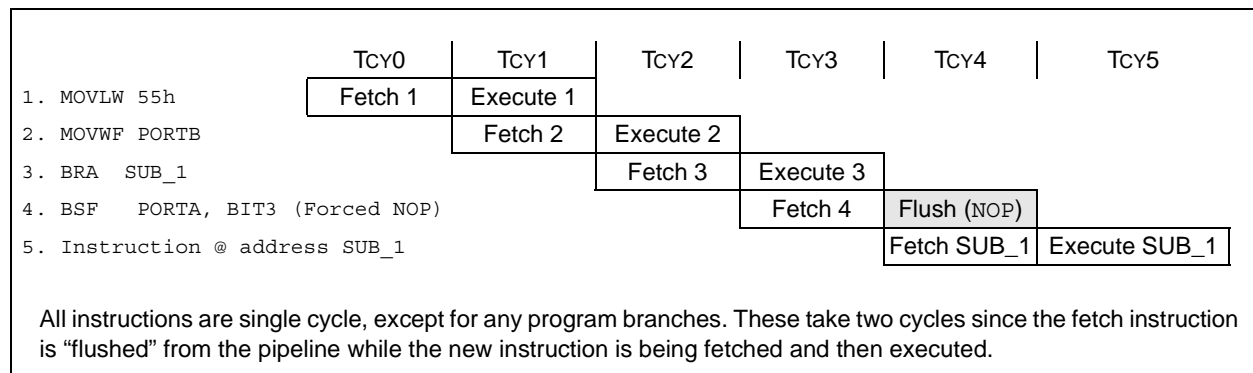 TCY0 TCY1 TCY2 TCY3 TCY4 TCY5
1. MOVLW 55h Fetch 1 Execute 1
2. MOVWF PORTB Fetch 2 Execute 2
3. BRA SUB_1 Fetch 3 Execute 3
4. BSF PORTA, BIT3 (Forced NOP) Fetch 4 Flush (NOP)
5. Instruction @ address SUB_1 Fetch SUB_1 Execute SUB_1
All instructions are single cycle, except for any program branches. These take two cycles since the fetch instruction
is “flushed” from the pipeline while the new instruction is being fetched and then executed.